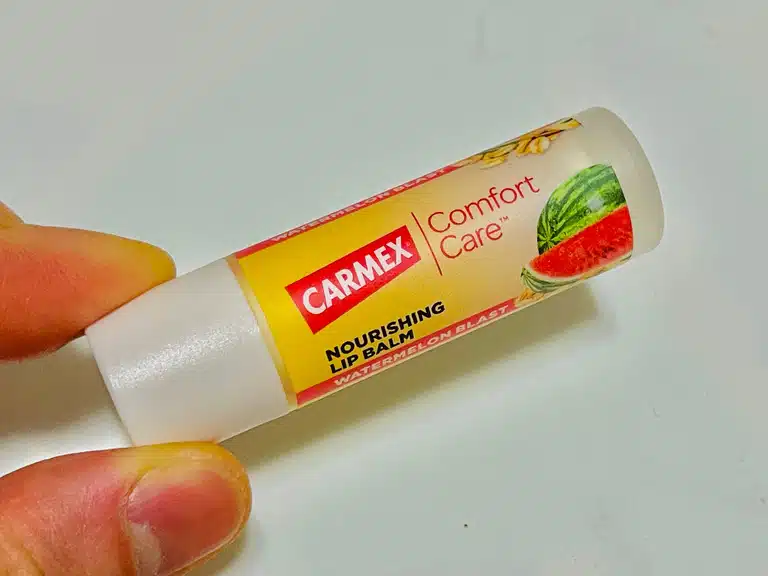 WATERMELON BLAST
CARMEX
Comfort
Care™
NOURISHING
LIP BALM
WATERMELON BLAST